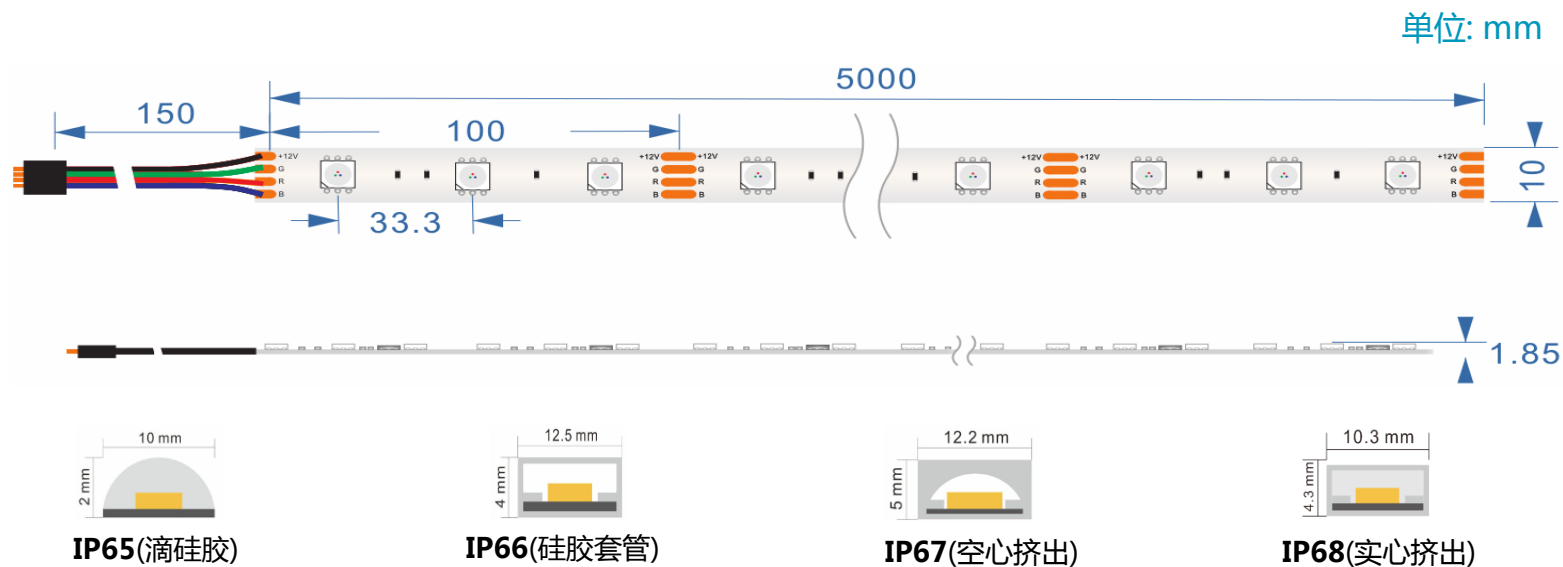 单位: mm
5000
150
100
+12V
G
R
B
+12V
G
R
B
+12V
G
R
B
+12V
G
R
B
+12V
G
R
B
+12V
G
R
B
10
33.3
1.85
10 mm
2 mm
IP65(滴硅胶)
12.5 mm
4 mm
IP66(硅胶套管)
12.2 mm
5 mm
IP67(空心挤出)
10.3 mm
4.3 mm
IP68(实心挤出)